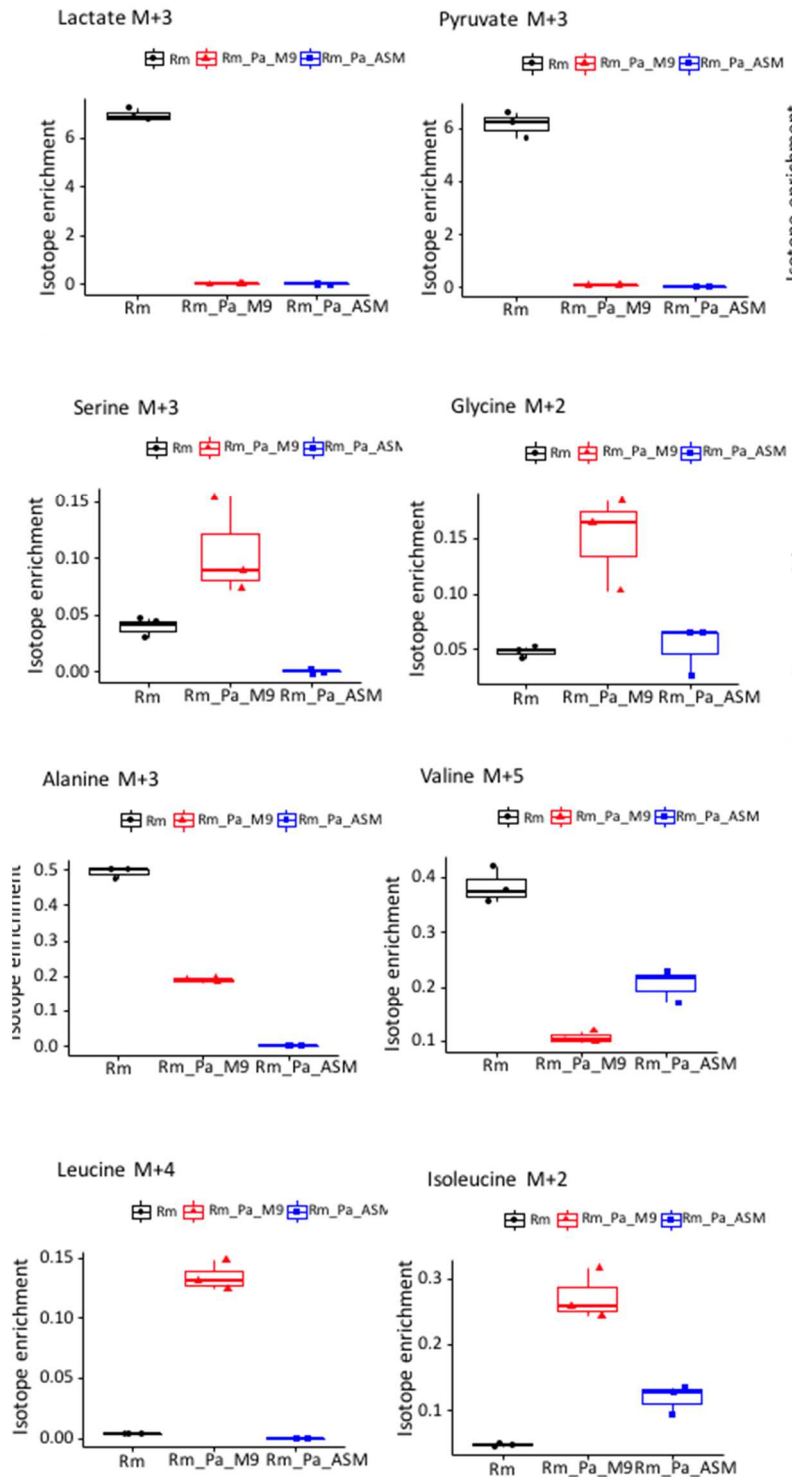 Lactate M+3
Rm Rm_Pa_M9 Rm_Pa_ASM
Isotope enrichment
6
4
2
0
Rm Rm_Pa_M9 Rm_Pa_ASM
Pyruvate M+3
Rm Rm_Pa_M9 Rm_Pa_ASM
Isotope enrichment
6
4
2
0
Rm Rm_Pa_M9 Rm_Pa_ASM
Serine M+3
Rm Rm_Pa_M9 Rm_Pa_ASM
Isotope enrichment
0.15
0.10
0.05
0.00
Rm Rm_Pa_M9 Rm_Pa_ASM
Glycine M+2
Rm Rm_Pa_M9 Rm_Pa_ASM
Isotope enrichment
0.15
0.10
0.05
Rm Rm_Pa_M9 Rm_Pa_ASM
Alanine M+3
Rm Rm_Pa_M9 Rm_Pa_ASM
Isotope enrichment
0.5
0.4
0.3
0.2
0.1
0.0
Rm Rm_Pa_M9 Rm_Pa_ASM
Valine M+5
Rm Rm_Pa_M9 Rm_Pa_ASM
Isotope enrichment
0.4
0.3
0.2
0.1
Rm Rm_Pa_M9 Rm_Pa_ASM
Leucine M+4
Rm Rm_Pa_M9 Rm_Pa_ASM
Isotope enrichment
0.15
0.10
0.05
0.00
Rm Rm_Pa_M9 Rm_Pa_ASM
Isoleucine M+2
Rm Rm_Pa_M9 Rm_Pa_ASM
Isotope enrichment
0.3
0.2
0.1
Rm Rm_Pa_M9 Rm_Pa_ASM